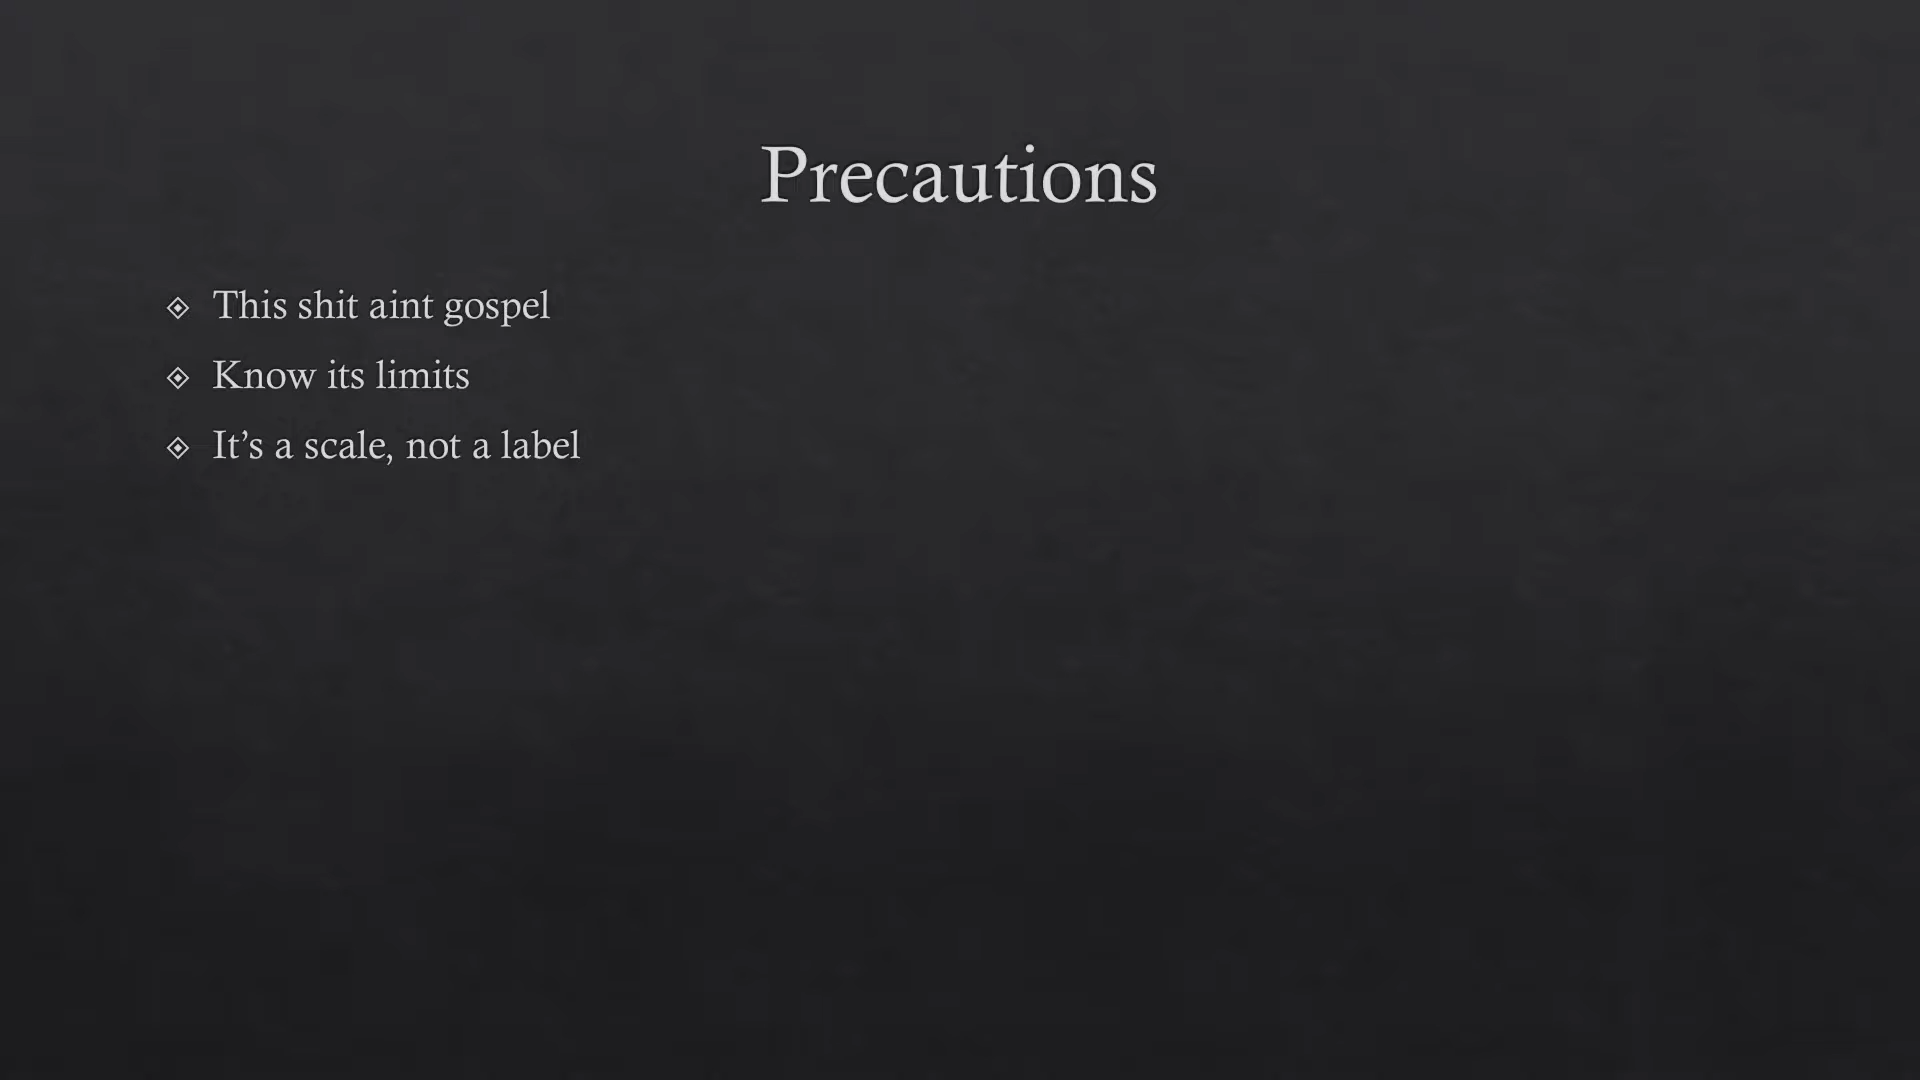 Precautions
This shit aint gospel
Know its limits
It’s a scale, not a label